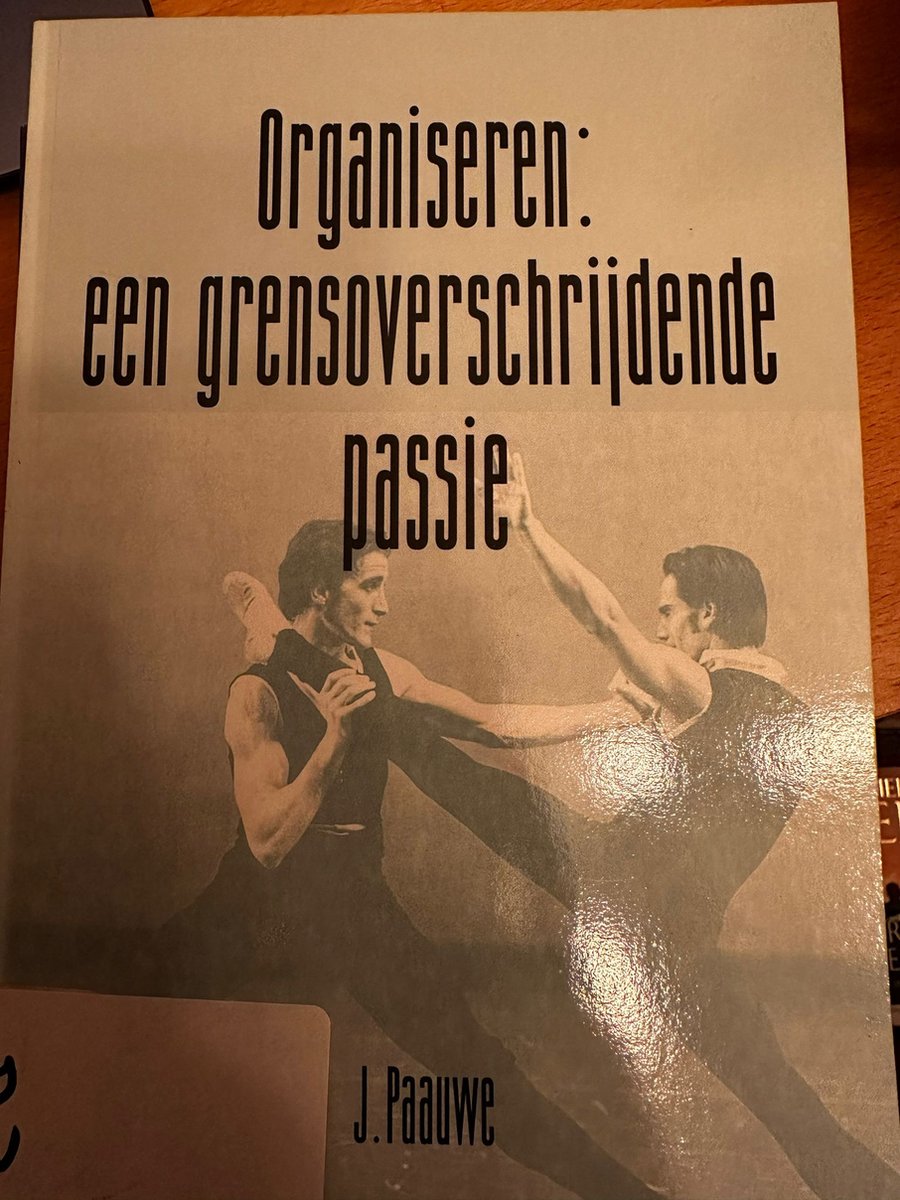 Organiseren:
een grensoverschrijdende
passie
J. Paauwe